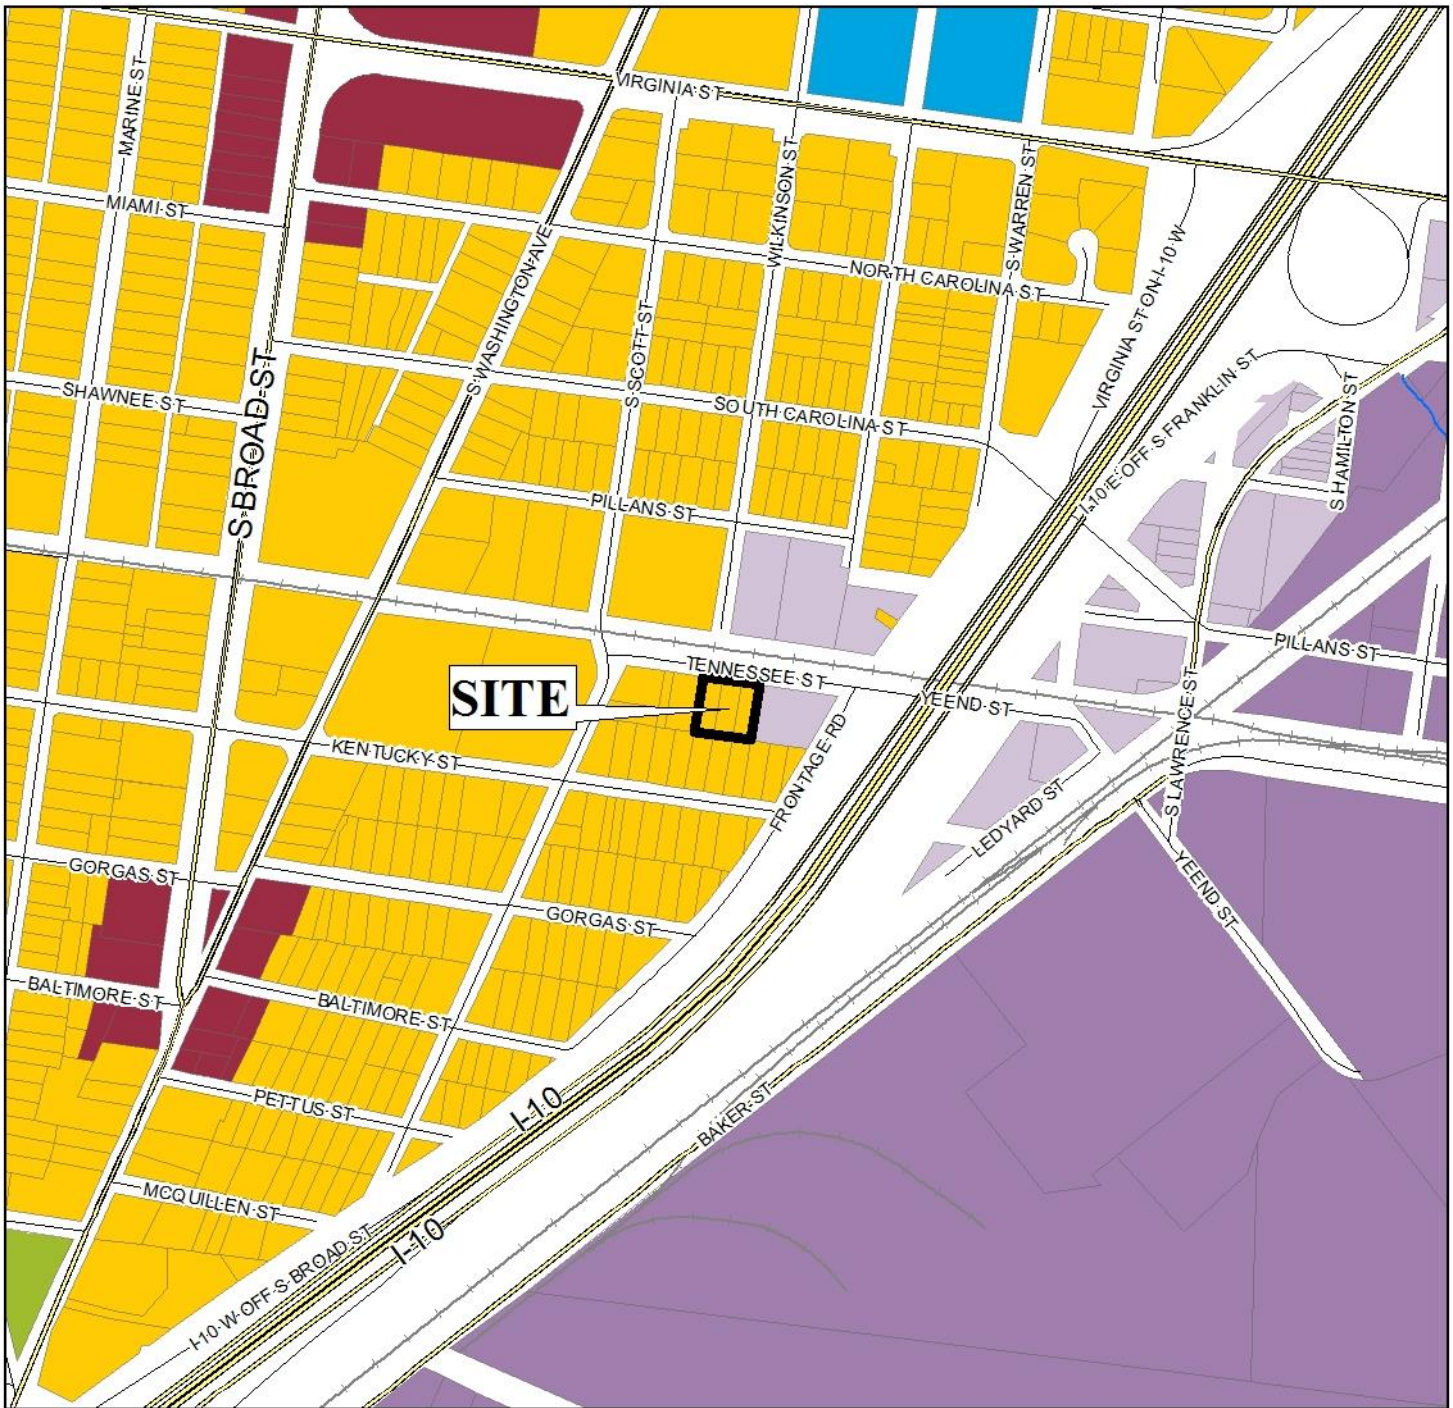 VIRGINIA ST
MARINE ST
WILKINSON ST
S WARREN ST
MIAMI ST
S WASHINGTON AVE
NORTH CAROLINA ST
VIRGINIA ST ON I-10 W
S SCOTT ST
SHAWNEE ST
S BROAD ST
SOUTH CAROLINA ST
I-10 E OFF S FRANKLIN ST
S HAMILTON ST
PILLANS ST
PILLANS ST
TENNESSEE ST
SITE
YEEND ST
S LAWRENCE ST
KENTUCKY ST
FRONTAGE RD
LEDYARD ST
GORGAS ST
YEEND ST
GORGAS ST
BALTIMORE ST
BALTIMORE ST
PETTUS ST
I-10
BAKER ST
MCQUILLEN ST
I-10
I-10 W OFF S BROAD ST